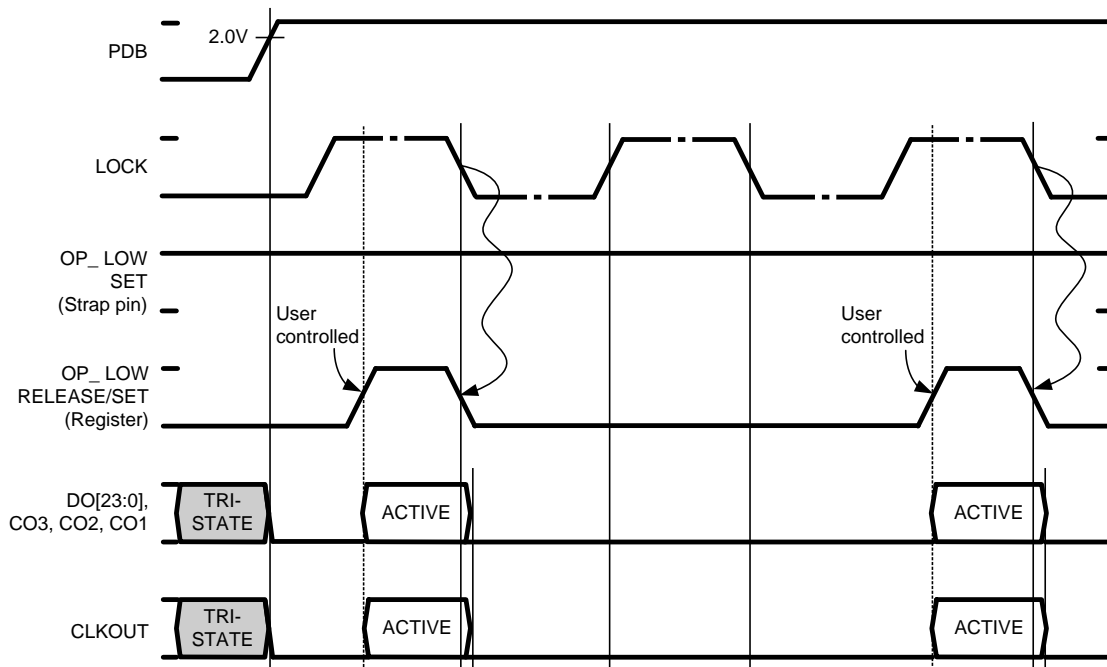 PDB
2.0V
LOCK
OP_ LOW
SET
(Strap pin)
User
controlled
User
controlled
OP_ LOW
RELEASE/SET
(Register)
DO[23:0],
CO3, CO2, CO1
TRI-
STATE
ACTIVE
ACTIVE
CLKOUT
TRI-
STATE
ACTIVE
ACTIVE